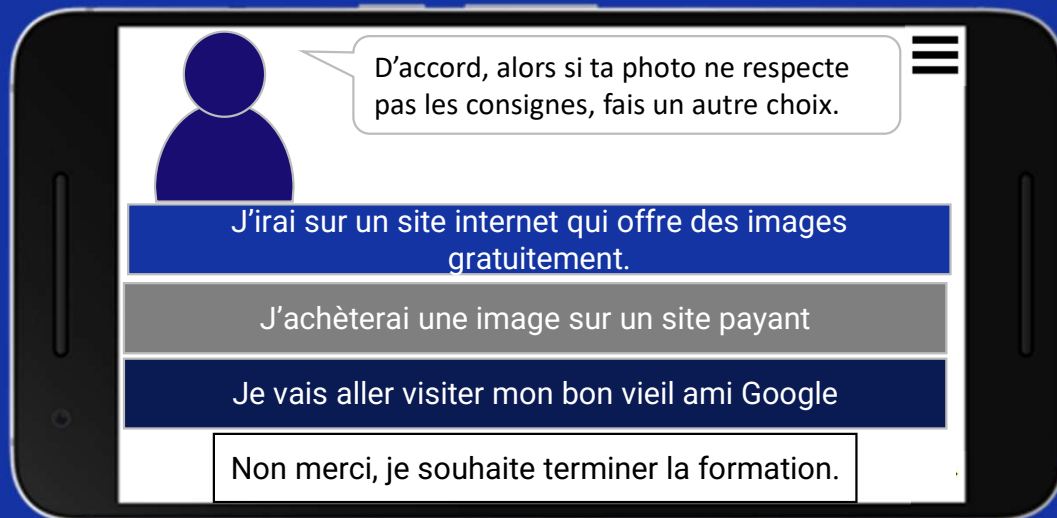 D'accord, alors si ta photo ne respecte
pas les consignes, fais un autre choix.
J'irai sur un site internet qui offre des images
gratuitement.
J'achèterai une image sur un site payant
Je vais aller visiter mon bon vieil ami Google
Non merci, je souhaite terminer la formation.